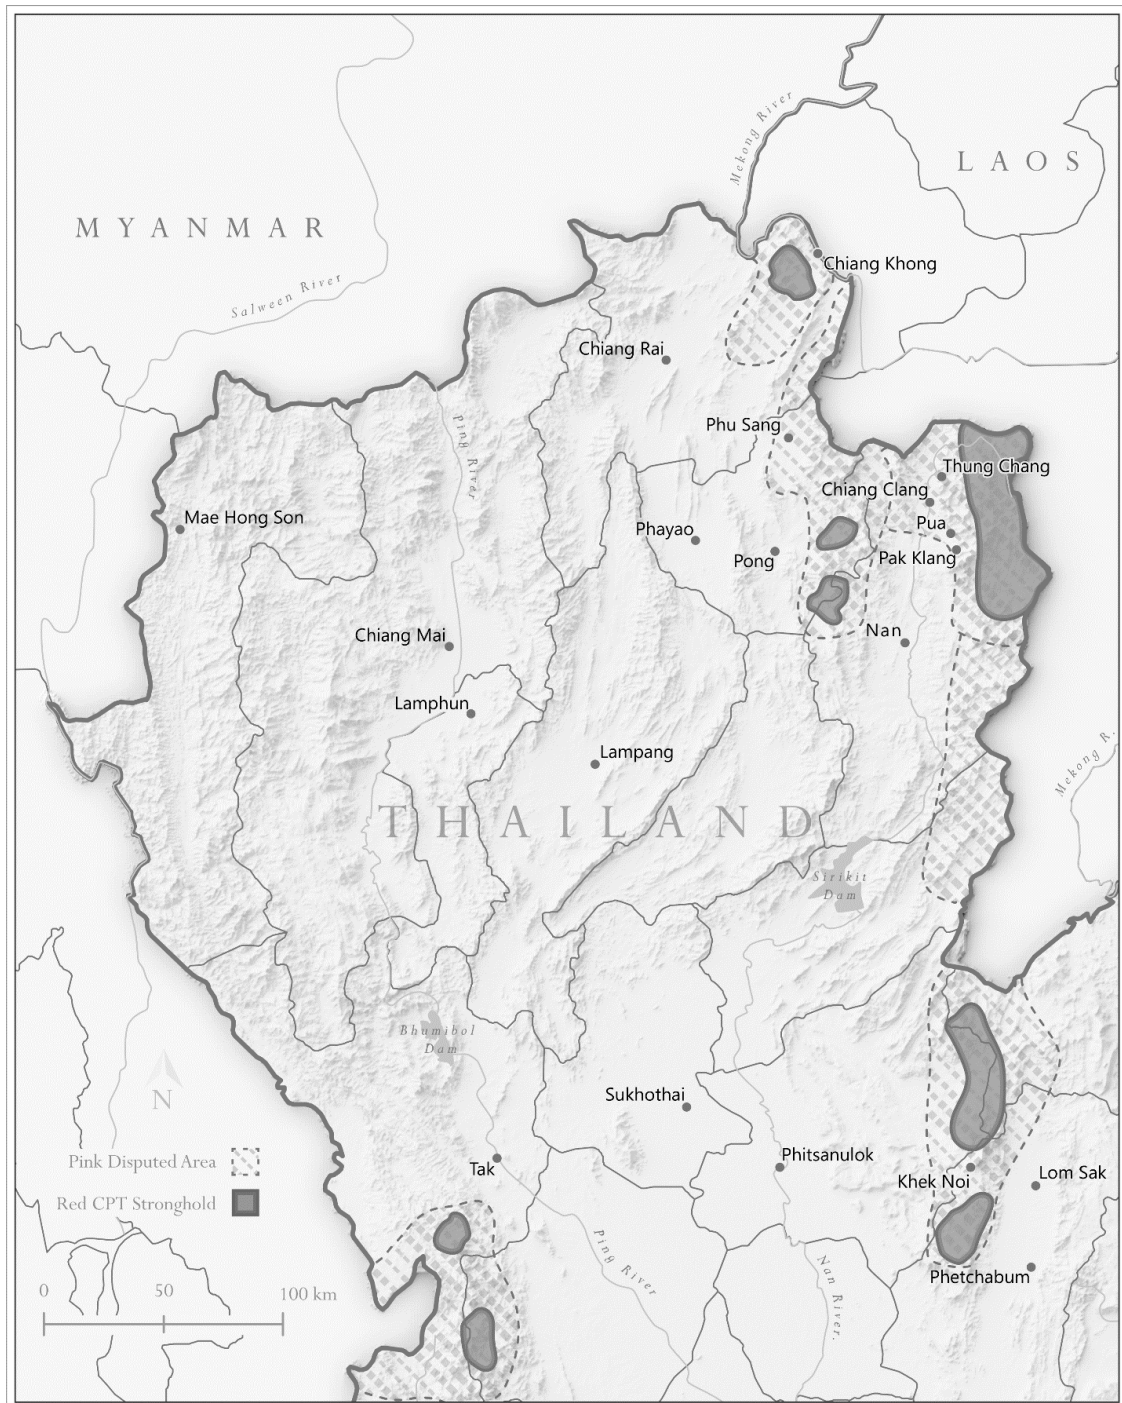 Mekong River
LAOS
MYANMAR
Salween River
Chiang Khong
Chiang Rai
Ping River
Phu Sang
Thung Chang
Chiang Clang
Mae Hong Son
Pua
Phayao
Pong
Pak Klang
Nan
Chiang Mai
Lamphun
Lampang
Mekong R.
THAILAND
Sirikit
Dam
Bhumibol
Dam
N
Sukhothai
Pink Disputed Area
Phitsanulok
Tak
Khek Noi
Lom Sak
Red CPT Stronghold
Ping River
Nan River.
Phetchabum
0 50 100 km